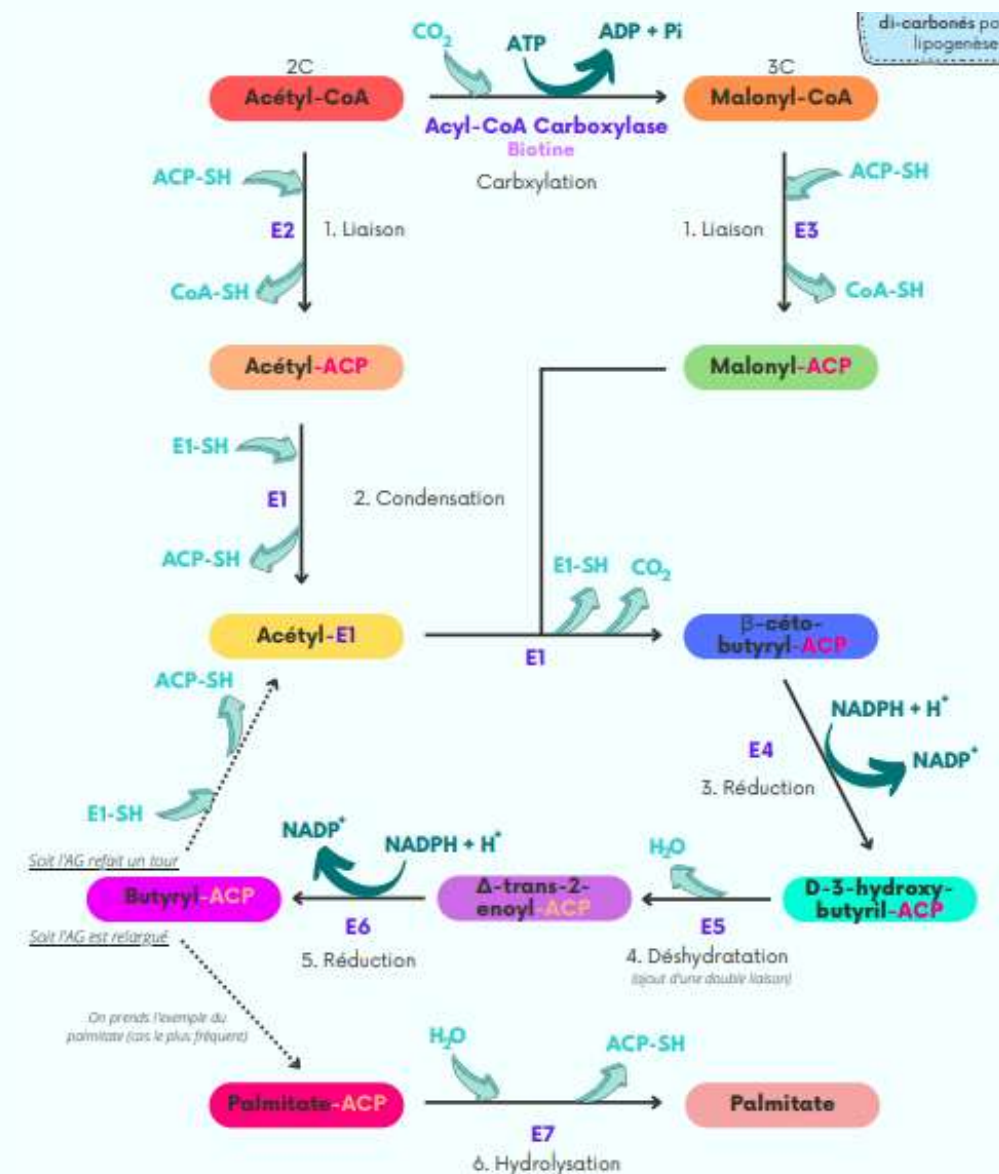 di-carbonés po
lipogenèse
CO₂
ATP
ADP + Pi
2C
Acétyl-CoA
3C
Malonyl-CoA
Acyl-CoA Carboxylase
Biotine
Carbxylation
ACP-SH
ACP-SH
E2
1. Liaison
1. Liaison
E3
CoA-SH
CoA-SH
Acétyl-ACP
Malonyl-ACP
E1-SH
E1
2. Condensation
ACP-SH
E1-SH
CO₂
Acétyl-E1
E1
β-céto-
butyryl-ACP
ACP-SH
NADPH + H⁺
E4
NADP⁺
3. Réduction
E1-SH
NADP⁺
NADPH + H⁺
H₂O
Soit l'AG refait un tour
Butyryl-ACP
Δ-trans-2-
enoyl-ACP
D-3-hydroxy-
butyril-ACP
E6
E5
Soit l'AG est relargué
5. Réduction
4. Déshydratation
(ajout d'une double liaison)
On prends l'exemple du
palmitate (cas le plus fréquent)
H₂O
ACP-SH
Palmitate-ACP
Palmitate
E7
6. Hydrolysation